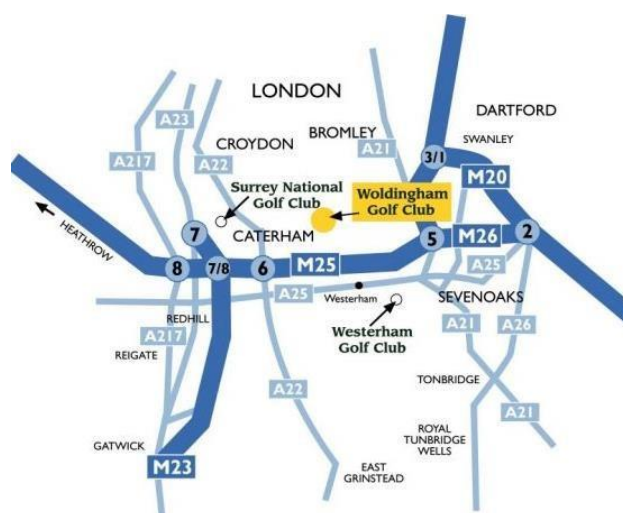 LONDON
DARTFORD
A23
CROYDON
BROMLEY
SWANLEY
A217
A22
A21
3/1
M20
Surrey National
Golf Club
Woldingham
Golf Club
HEATHROW
7
CATERHAM
5
M26
2
8
7/8
6
M25
A25
A25
Westerham
SEVENOAKS
REDHILL
A217
REIGATE
Westerham
Golf Club
A21
A26
A22
TONBRIDGE
A21
GATWICK
M23
ROYAL
TUNBRIDGE
WELLS
EAST
GRINSTEAD